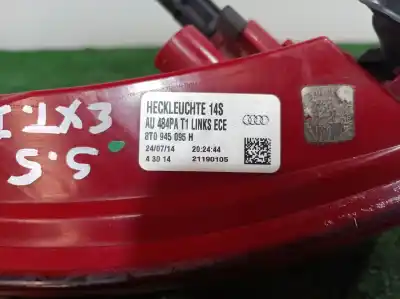 HECKLEUCHTE 14S
AU 484PA T1 LINKS ECE
8T0 945 095 H
24/07/14 20:24:44
4 30 14 21190105
EXT.I
5.5